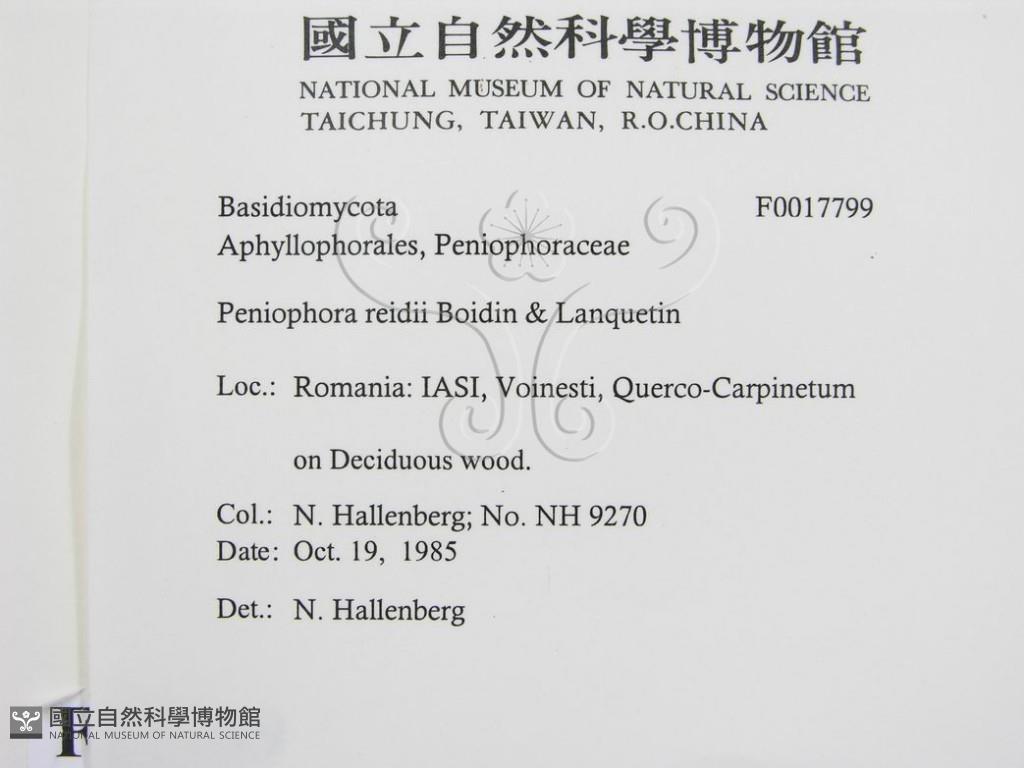 國立自然科學博物館
NATIONAL MUSEUM OF NATURAL SCIENCE
TAICHUNG, TAIWAN, R.O.CHINA
Basidiomycota F0017799
Aphyllophorales, Peniophoraceae
Peniophora reidii Boidin & Lanquetin
Loc.: Romania: IASI, Voinesti, Querco-Carpinetum
on Deciduous wood.
Col.: N. Hallenberg; No. NH 9270
Date: Oct. 19, 1985
Det.: N. Hallenberg
國立自然科學博物館
NATIONAL MUSEUM OF NATURAL SCIENCE
F